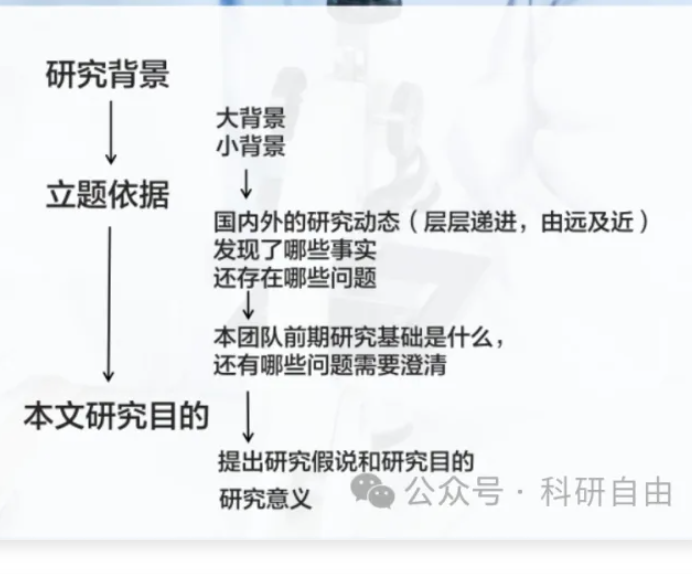 研究背景
大背景
小背景
立题依据
国内外的研究动态（层层递进，由远及近）
发现了哪些事实
还存在哪些问题
本团队前期研究基础是什么，
还有哪些问题需要澄清
本文研究目的
提出研究假说和研究目的
研究意义
公众号·科研自由